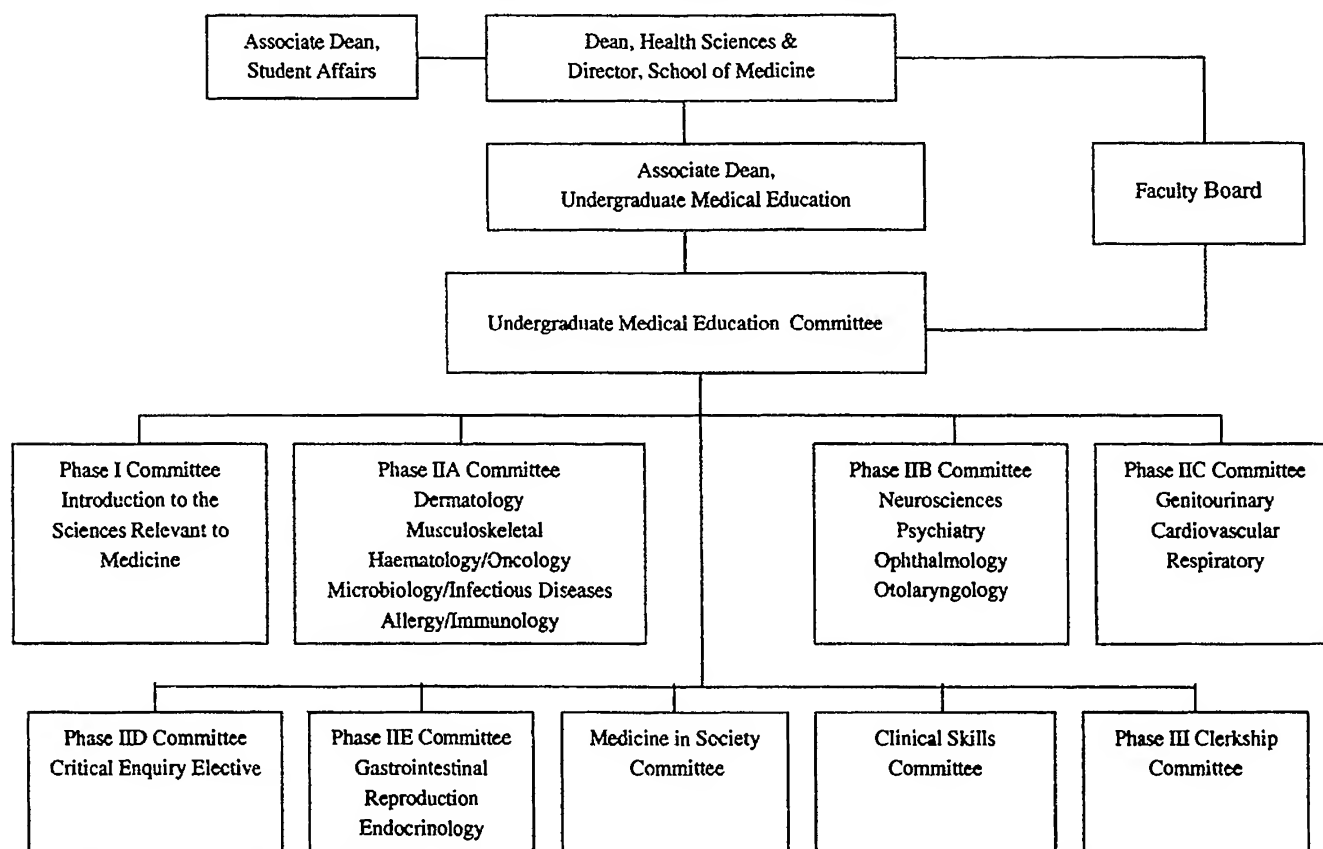 Associate Dean,
Student Affairs
Dean, Health Sciences &
Director, School of Medicine
Associate Dean,
Undergraduate Medical Education
Faculty Board
Undergraduate Medical Education Committee
Phase I Committee
Introduction to the
Sciences Relevant to
Medicine
Phase IIA Committee
Dermatology
Musculoskeletal
Haematology/Oncology
Microbiology/Infectious Diseases
Allergy/Immunology
Phase IIB Committee
Neurosciences
Psychiatry
Ophthalmology
Otolaryngology
Phase IIC Committee
Genitourinary
Cardiovascular
Respiratory
Phase IID Committee
Critical Enquiry Elective
Phase IIE Committee
Gastrointestinal
Reproduction
Endocrinology
Medicine in Society
Committee
Clinical Skills
Committee
Phase III Clerkship
Committee